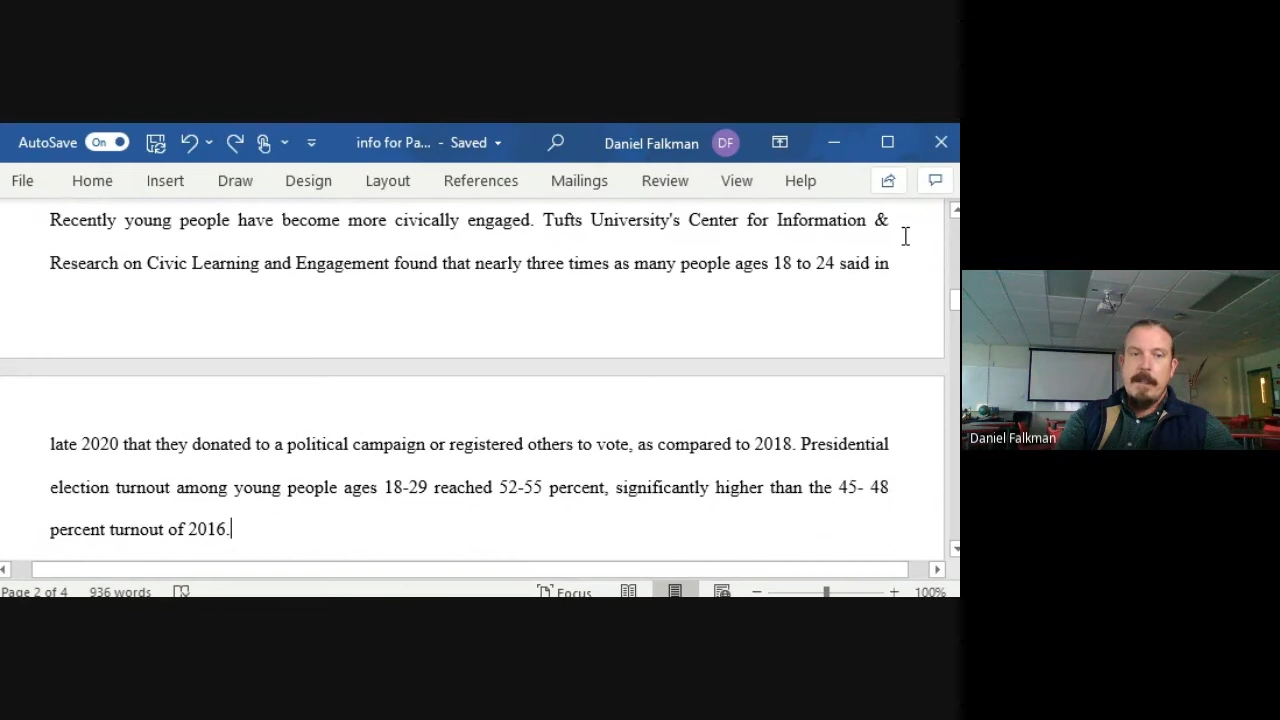 AutoSave On info for Pa... - Saved Daniel Falkman DF
File Home Insert Draw Design Layout References Mailings Review View Help
Recently young people have become more civically engaged. Tufts University's Center for Information &
Research on Civic Learning and Engagement found that nearly three times as many people ages 18 to 24 said in
late 2020 that they donated to a political campaign or registered others to vote, as compared to 2018. Presidential
election turnout among young people ages 18-29 reached 52-55 percent, significantly higher than the 45- 48
percent turnout of 2016.
Page 2 of 4 936 words Focus 100%
Daniel Falkman